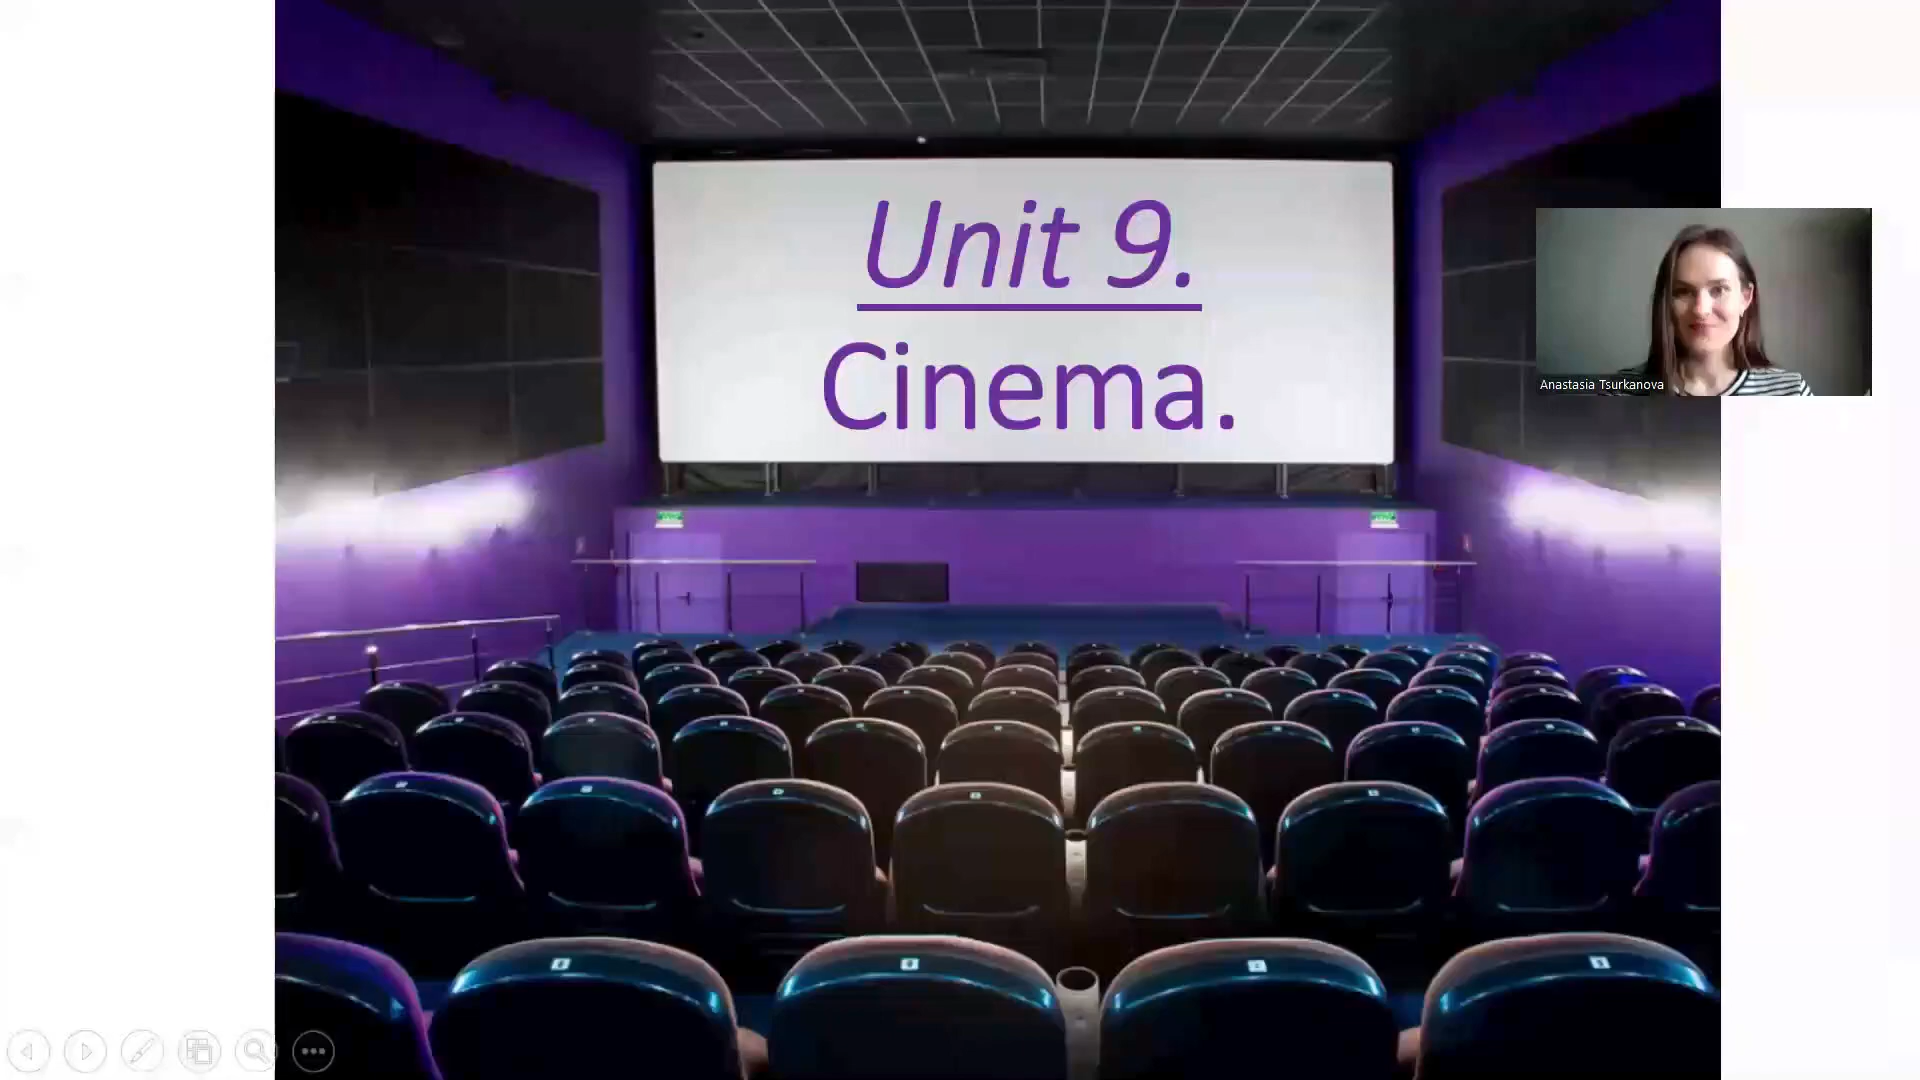 Unit 9.
Cinema.
Anastasia Tsurkanova